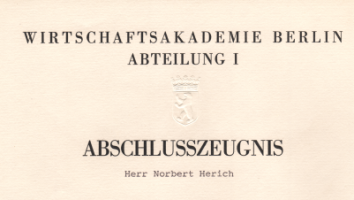 WIRTSCHAFTSAKADEMIE BERLIN
ABTEILUNG I
ABSCHLUSSZEUGNIS
Herr Norbert Herich